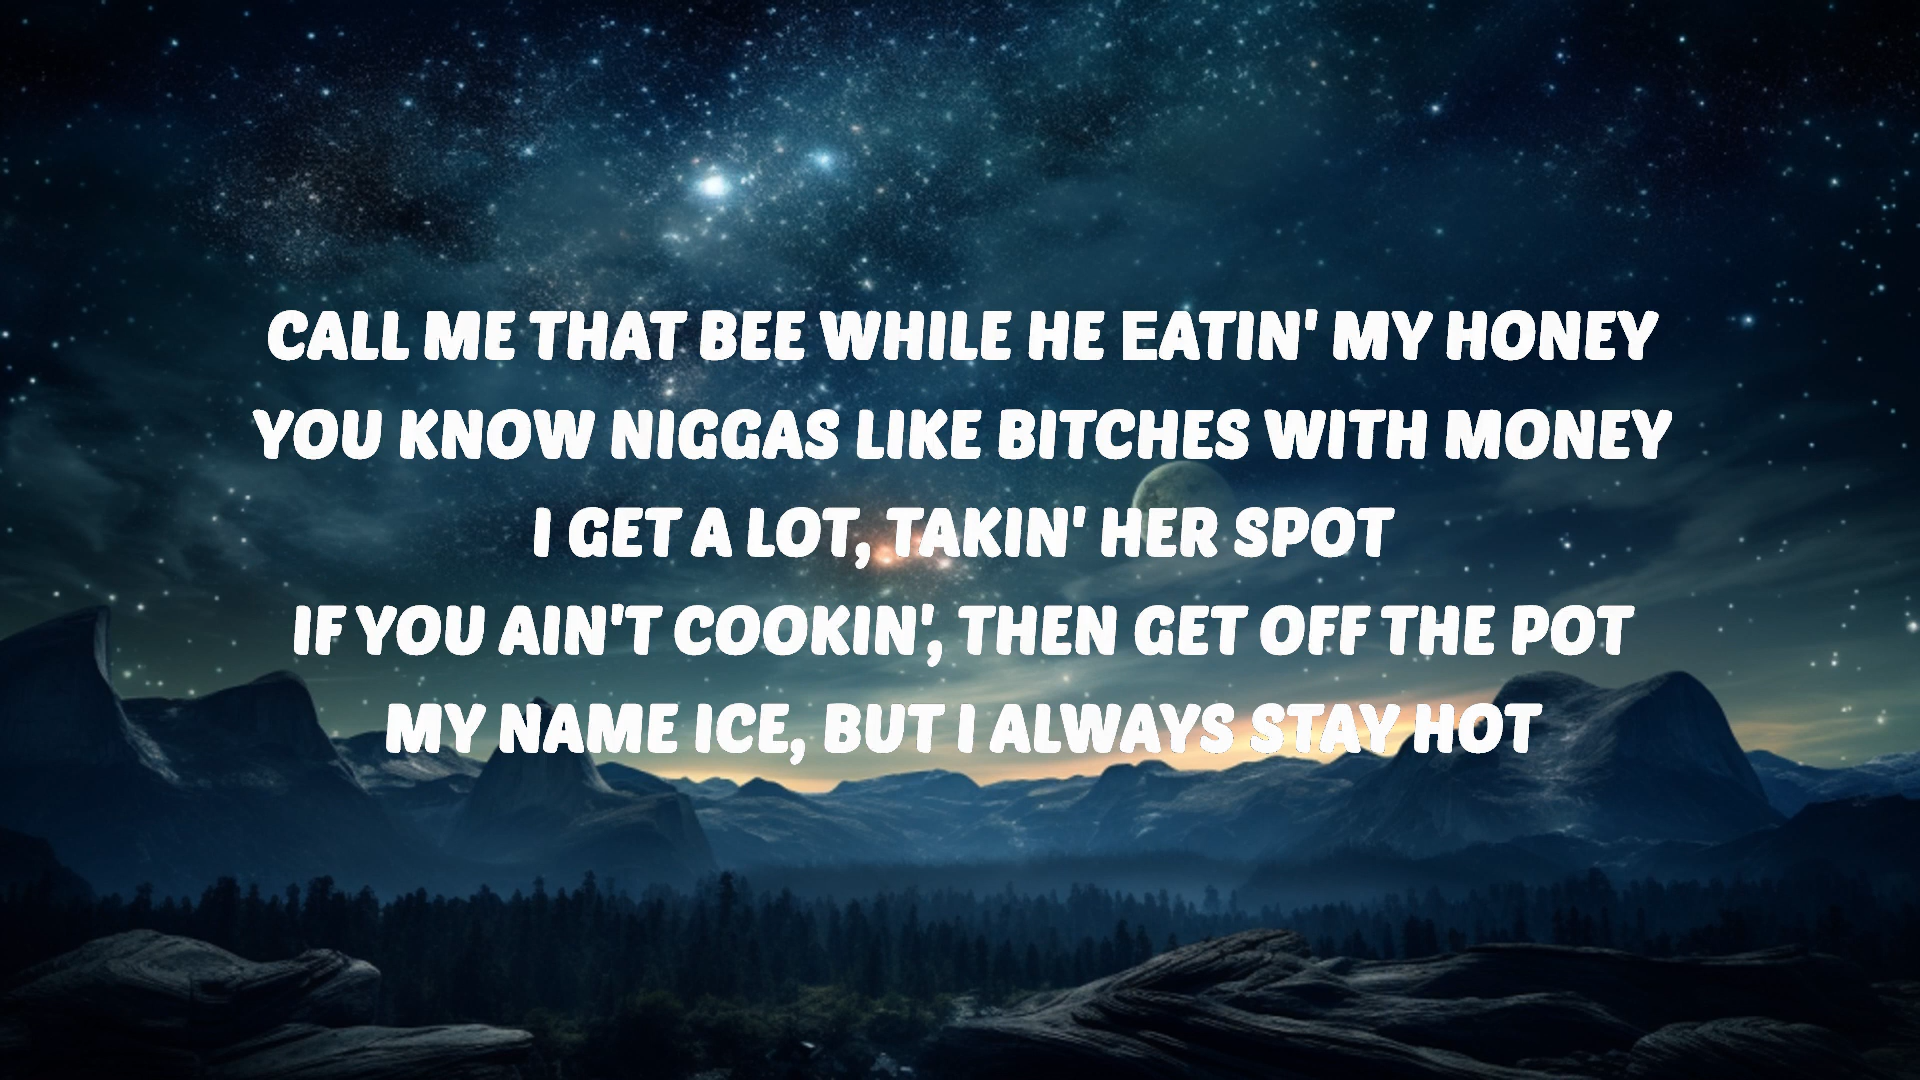 CALL ME THAT BEE WHILE HE EATIN' MY HONEY
YOU KNOW NIGGAS LIKE BITCHES WITH MONEY
I GET A LOT, TAKIN' HER SPOT
IF YOU AIN'T COOKIN', THEN GET OFF THE POT
MY NAME ICE, BUT I ALWAYS STAY HOT